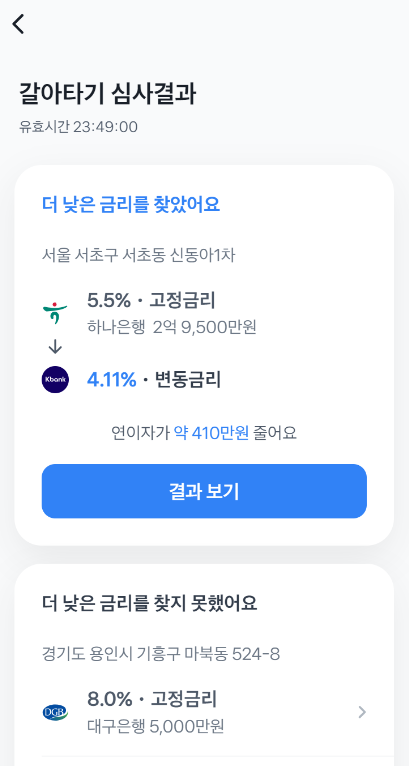 갈아타기 심사결과
유효시간 23:49:00
더 낮은 금리를 찾았어요
서울 서초구 서초동 신동아1차
5.5% · 고정금리
하나은행 2억 9,500만원
Kbank
4.11% · 변동금리
연이자가 약 410만원 줄어요
결과 보기
더 낮은 금리를 찾지 못했어요
경기도 용인시 기흥구 마북동 524-8
DGB
8.0% · 고정금리
대구은행 5,000만원